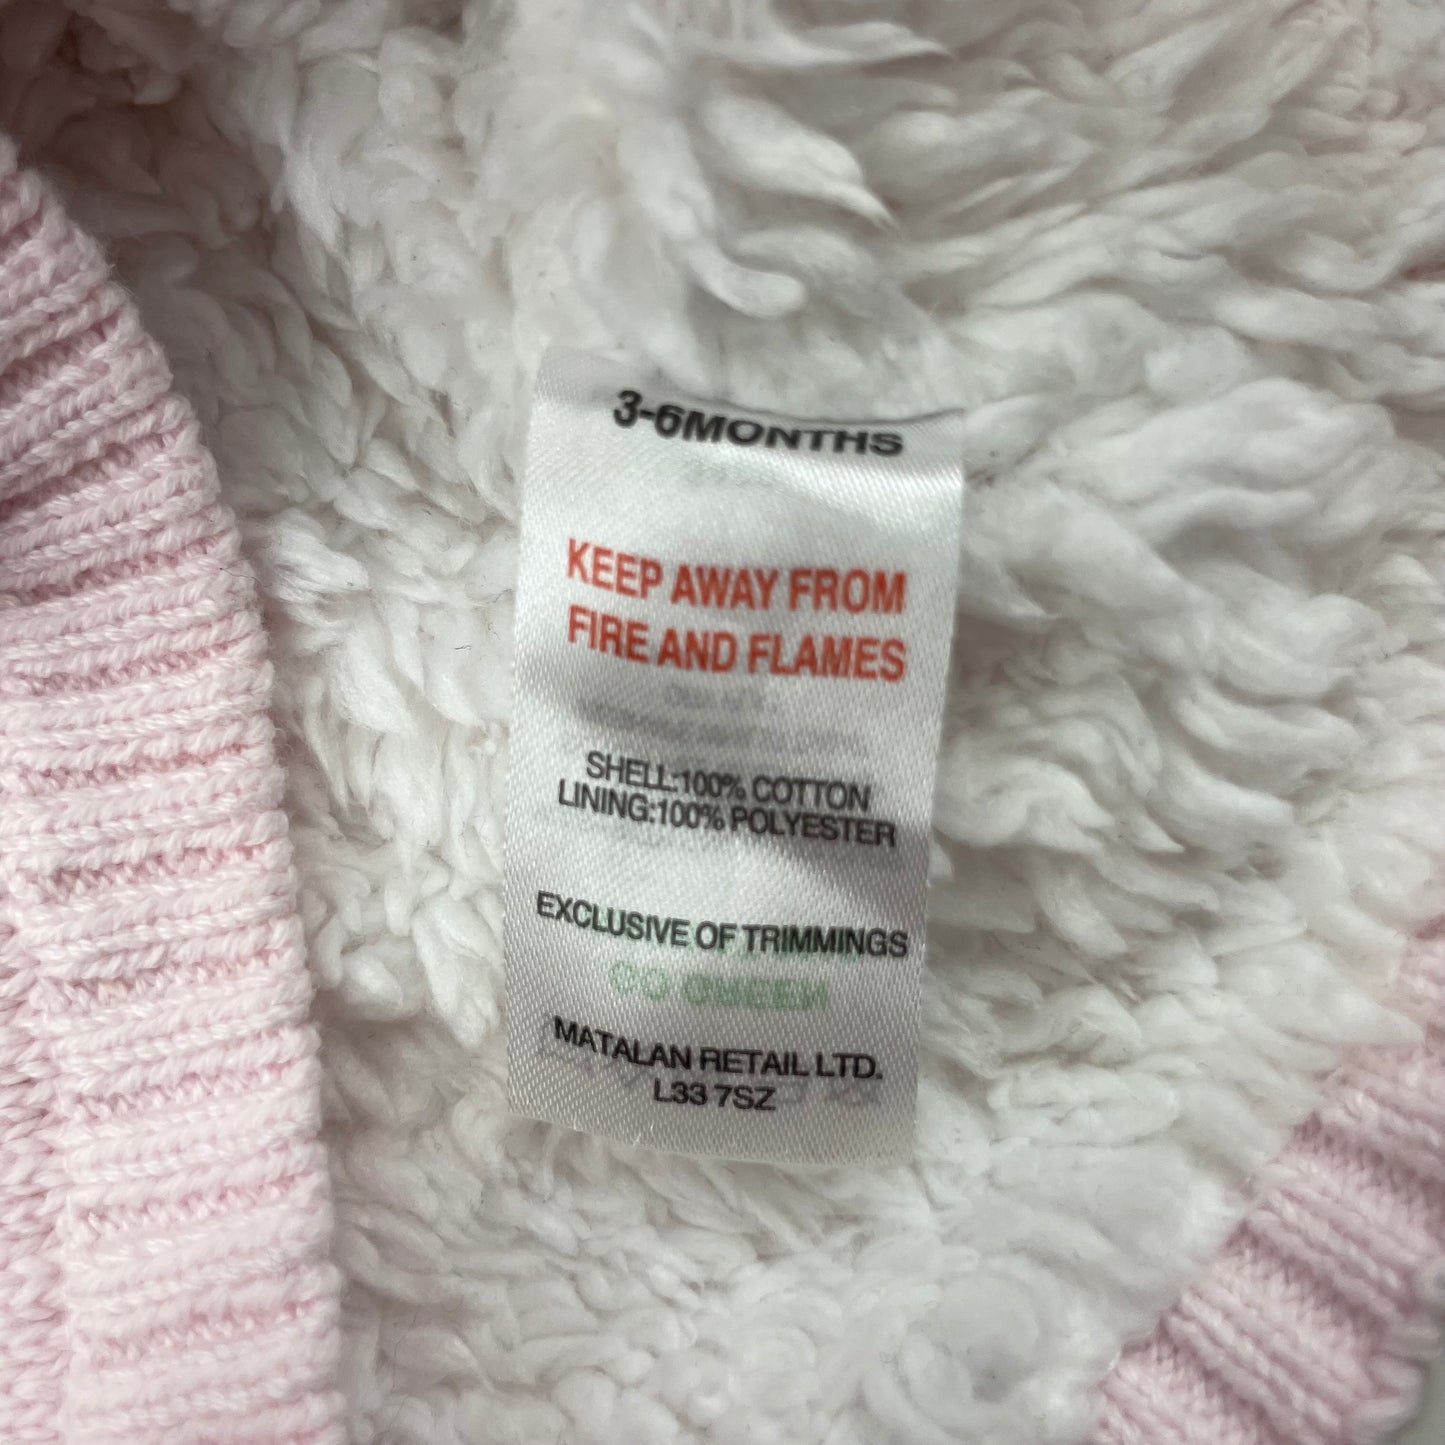 3-6MONTHS
KEEP AWAY FROM
FIRE AND FLAMES
SHELL:100% COTTON
LINING:100% POLYESTER
EXCLUSIVE OF TRIMMINGS
MATALAN RETAIL LTD.
L33 7SZ